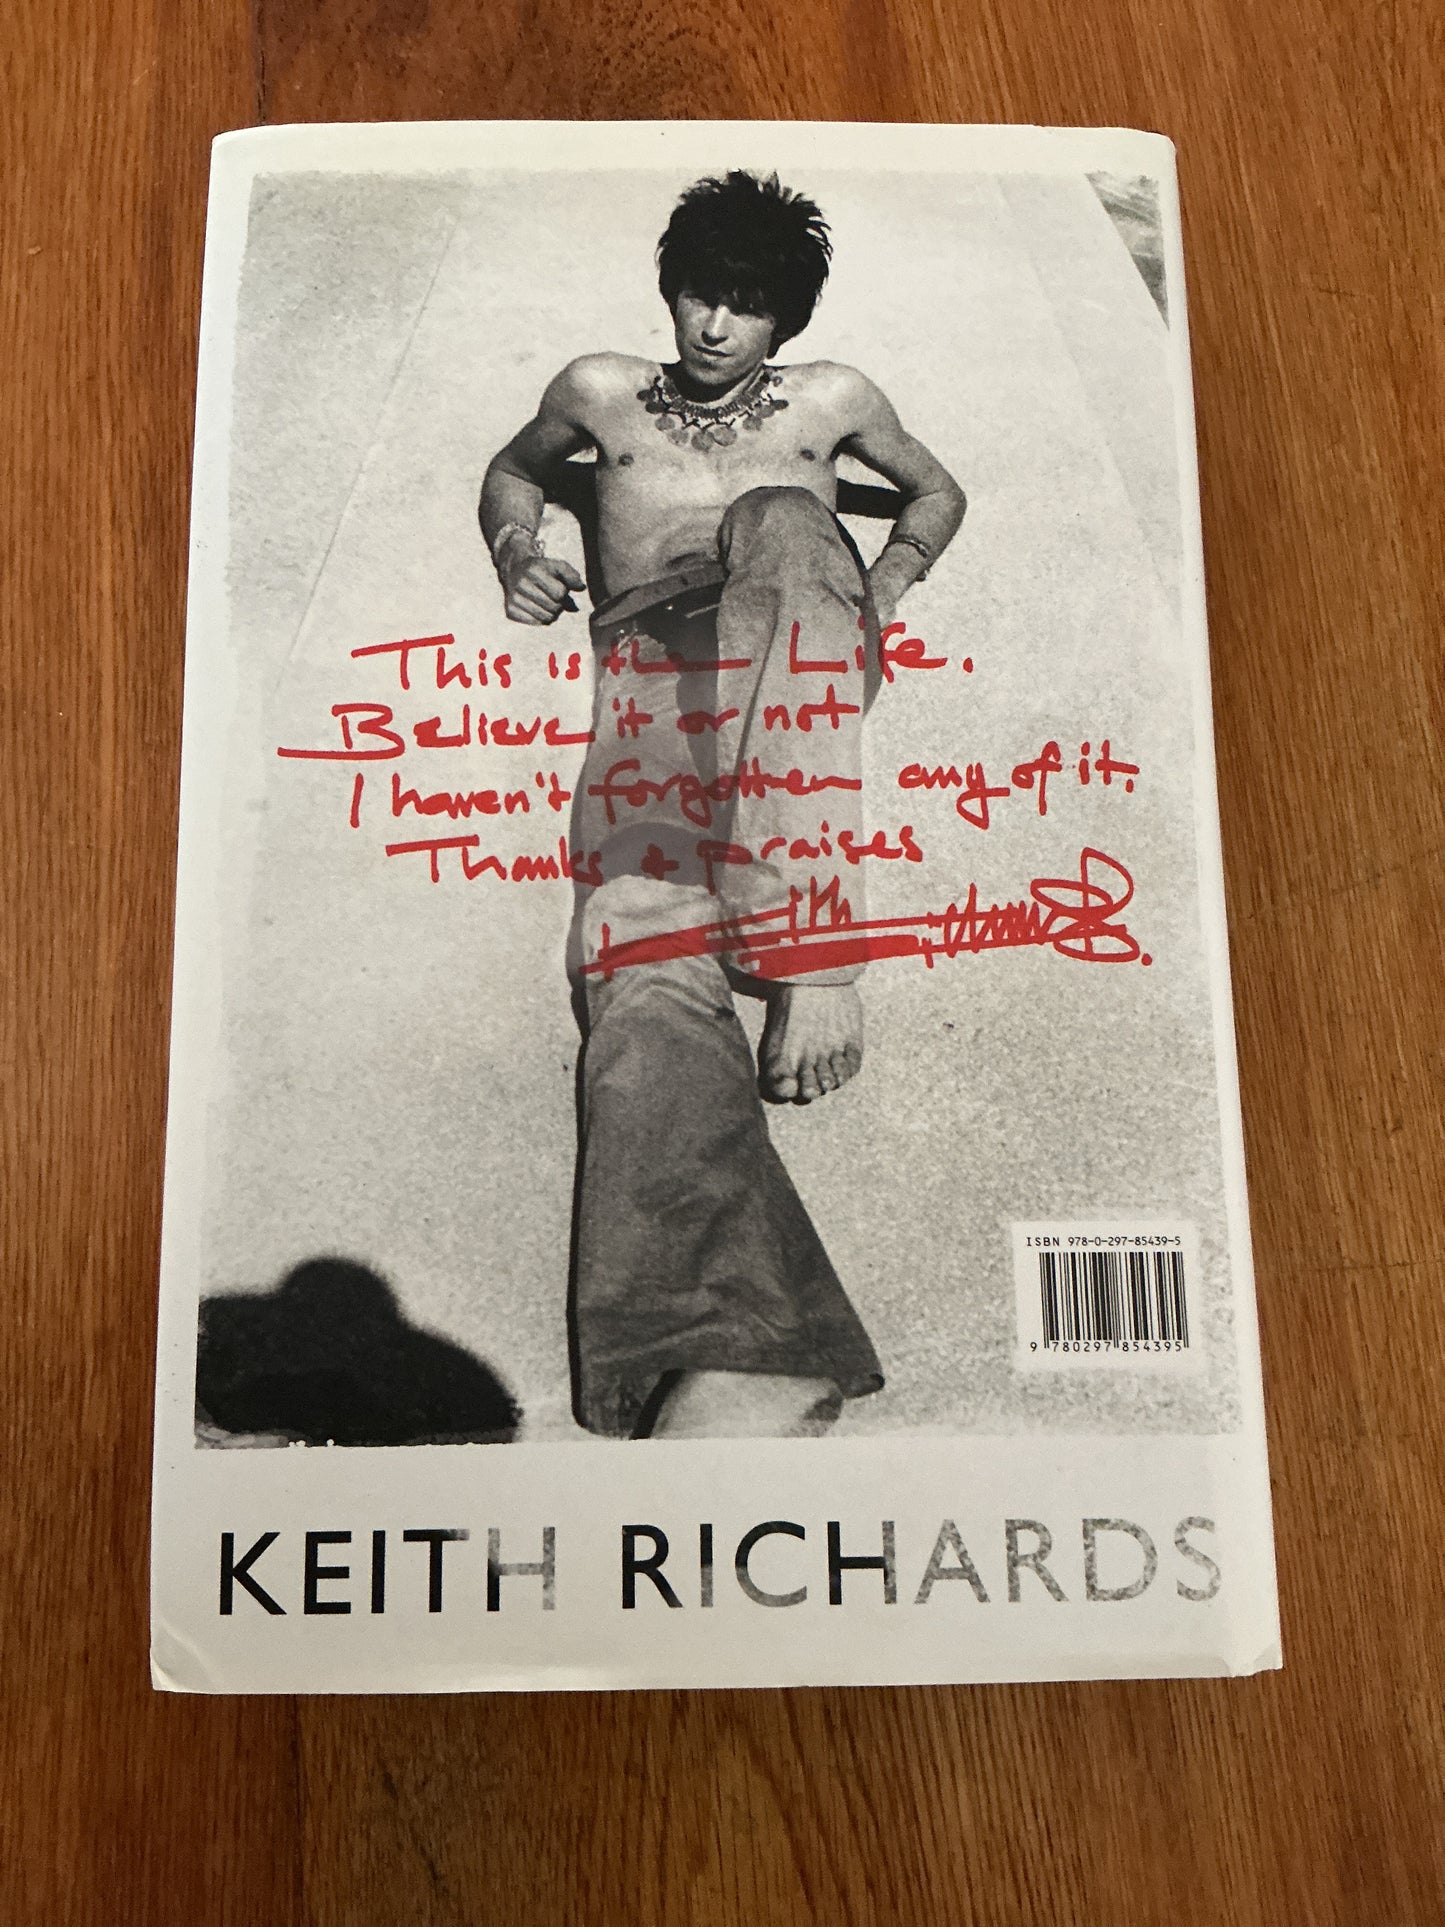 This is the Life.
Believe it or not
I haven't forgotten any of it.
Thanks & praises
ISBN 978-0-297-85439-5
9 780297 854395
KEITH RICHARDS